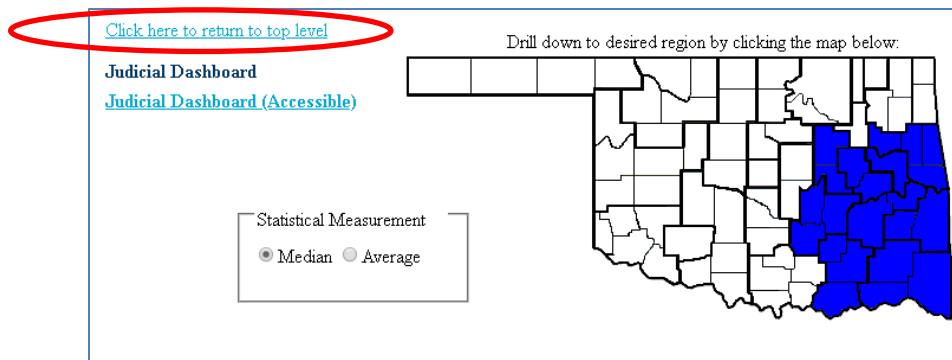 Click here to return to top level
Drill down to desired region by clicking the map below:
Judicial Dashboard
Judicial Dashboard (Accessible)
Statistical Measurement
Median Average